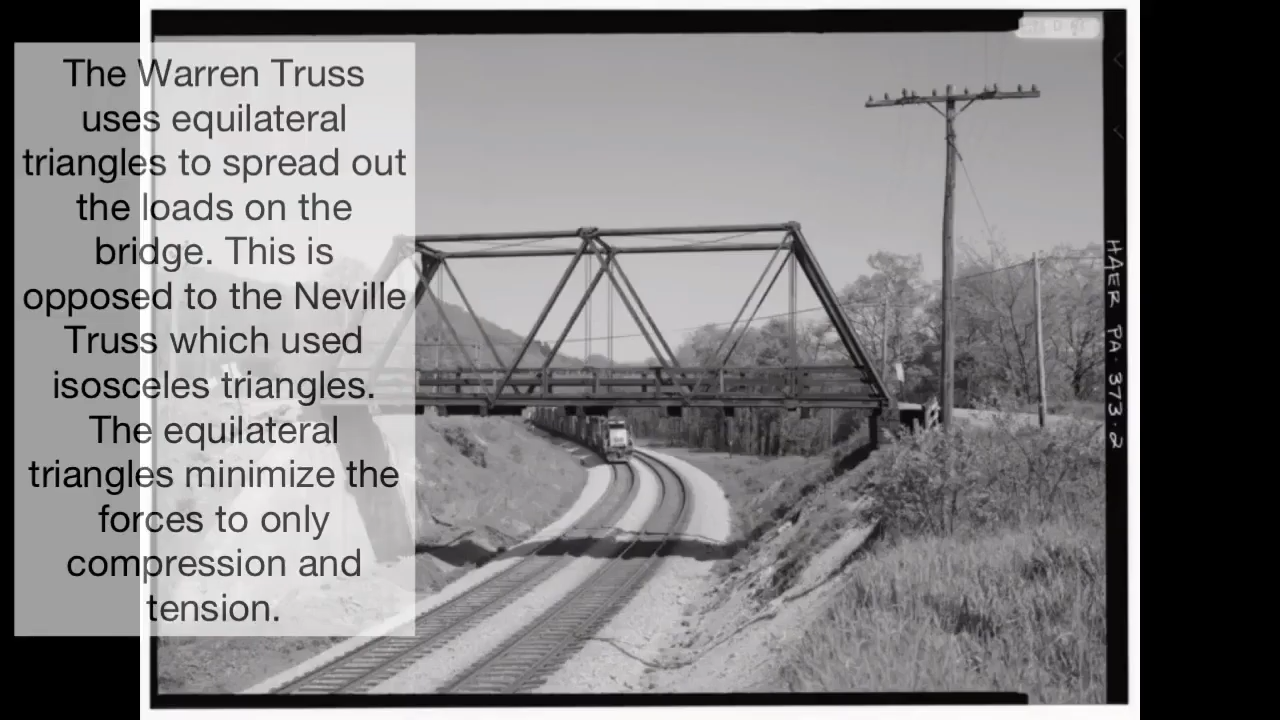 The Warren Truss
uses equilateral
triangles to spread out
the loads on the
bridge. This is
opposed to the Neville
Truss which used
isosceles triangles.
The equilateral
triangles minimize the
forces to only
compression and
tension.
HAER PA-373-2